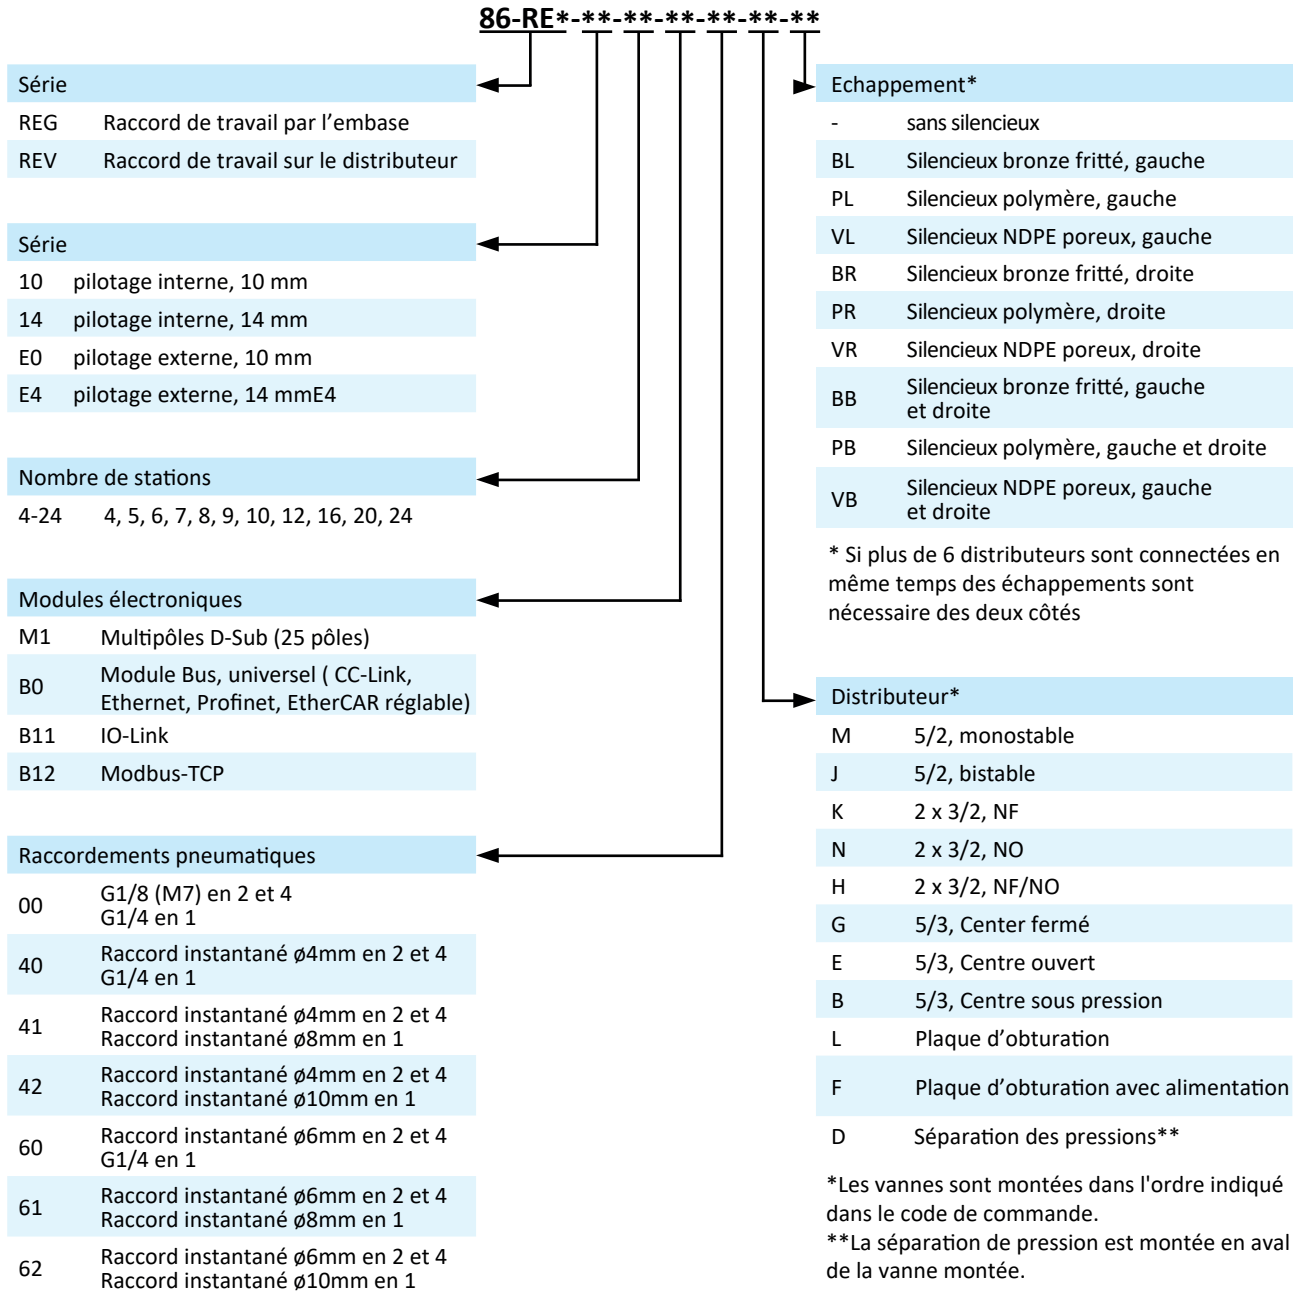 86-RE*-**-**-**-**-**-**
Série
REG Raccord de travail par l’embase
REV Raccord de travail sur le distributeur
Série
10 pilotage interne, 10 mm
14 pilotage interne, 14 mm
E0 pilotage externe, 10 mm
E4 pilotage externe, 14 mmE4
Nombre de stations
4-24 4, 5, 6, 7, 8, 9, 10, 12, 16, 20, 24
Modules électroniques
M1 Multipôles D-Sub (25 pôles)
B0 Module Bus, universel ( CC-Link,
Ethernet, Profinet, EtherCAR réglable)
B11 IO-Link
B12 Modbus-TCP
Raccordements pneumatiques
00 G1/8 (M7) en 2 et 4
G1/4 en 1
40 Raccord instantané ø4mm en 2 et 4
G1/4 en 1
41 Raccord instantané ø4mm en 2 et 4
Raccord instantané ø8mm en 1
42 Raccord instantané ø4mm en 2 et 4
Raccord instantané ø10mm en 1
60 Raccord instantané ø6mm en 2 et 4
G1/4 en 1
61 Raccord instantané ø6mm en 2 et 4
Raccord instantané ø8mm en 1
62 Raccord instantané ø6mm en 2 et 4
Raccord instantané ø10mm en 1
Echappement*
- sans silencieux
BL Silencieux bronze fritté, gauche
PL Silencieux polymère, gauche
VL Silencieux NDPE poreux, gauche
BR Silencieux bronze fritté, droite
PR Silencieux polymère, droite
VR Silencieux NDPE poreux, droite
BB Silencieux bronze fritté, gauche
et droite
PB Silencieux polymère, gauche et droite
VB Silencieux NDPE poreux, gauche
et droite
* Si plus de 6 distributeurs sont connectées en
même temps des échappements sont
nécessaire des deux côtés
Distributeur*
M 5/2, monostable
J 5/2, bistable
K 2 x 3/2, NF
N 2 x 3/2, NO
H 2 x 3/2, NF/NO
G 5/3, Center fermé
E 5/3, Centre ouvert
B 5/3, Centre sous pression
L Plaque d’obturation
F Plaque d’obturation avec alimentation
D Séparation des pressions**
*Les vannes sont montées dans l'ordre indiqué
dans le code de commande.
**La séparation de pression est montée en aval
de la vanne montée.